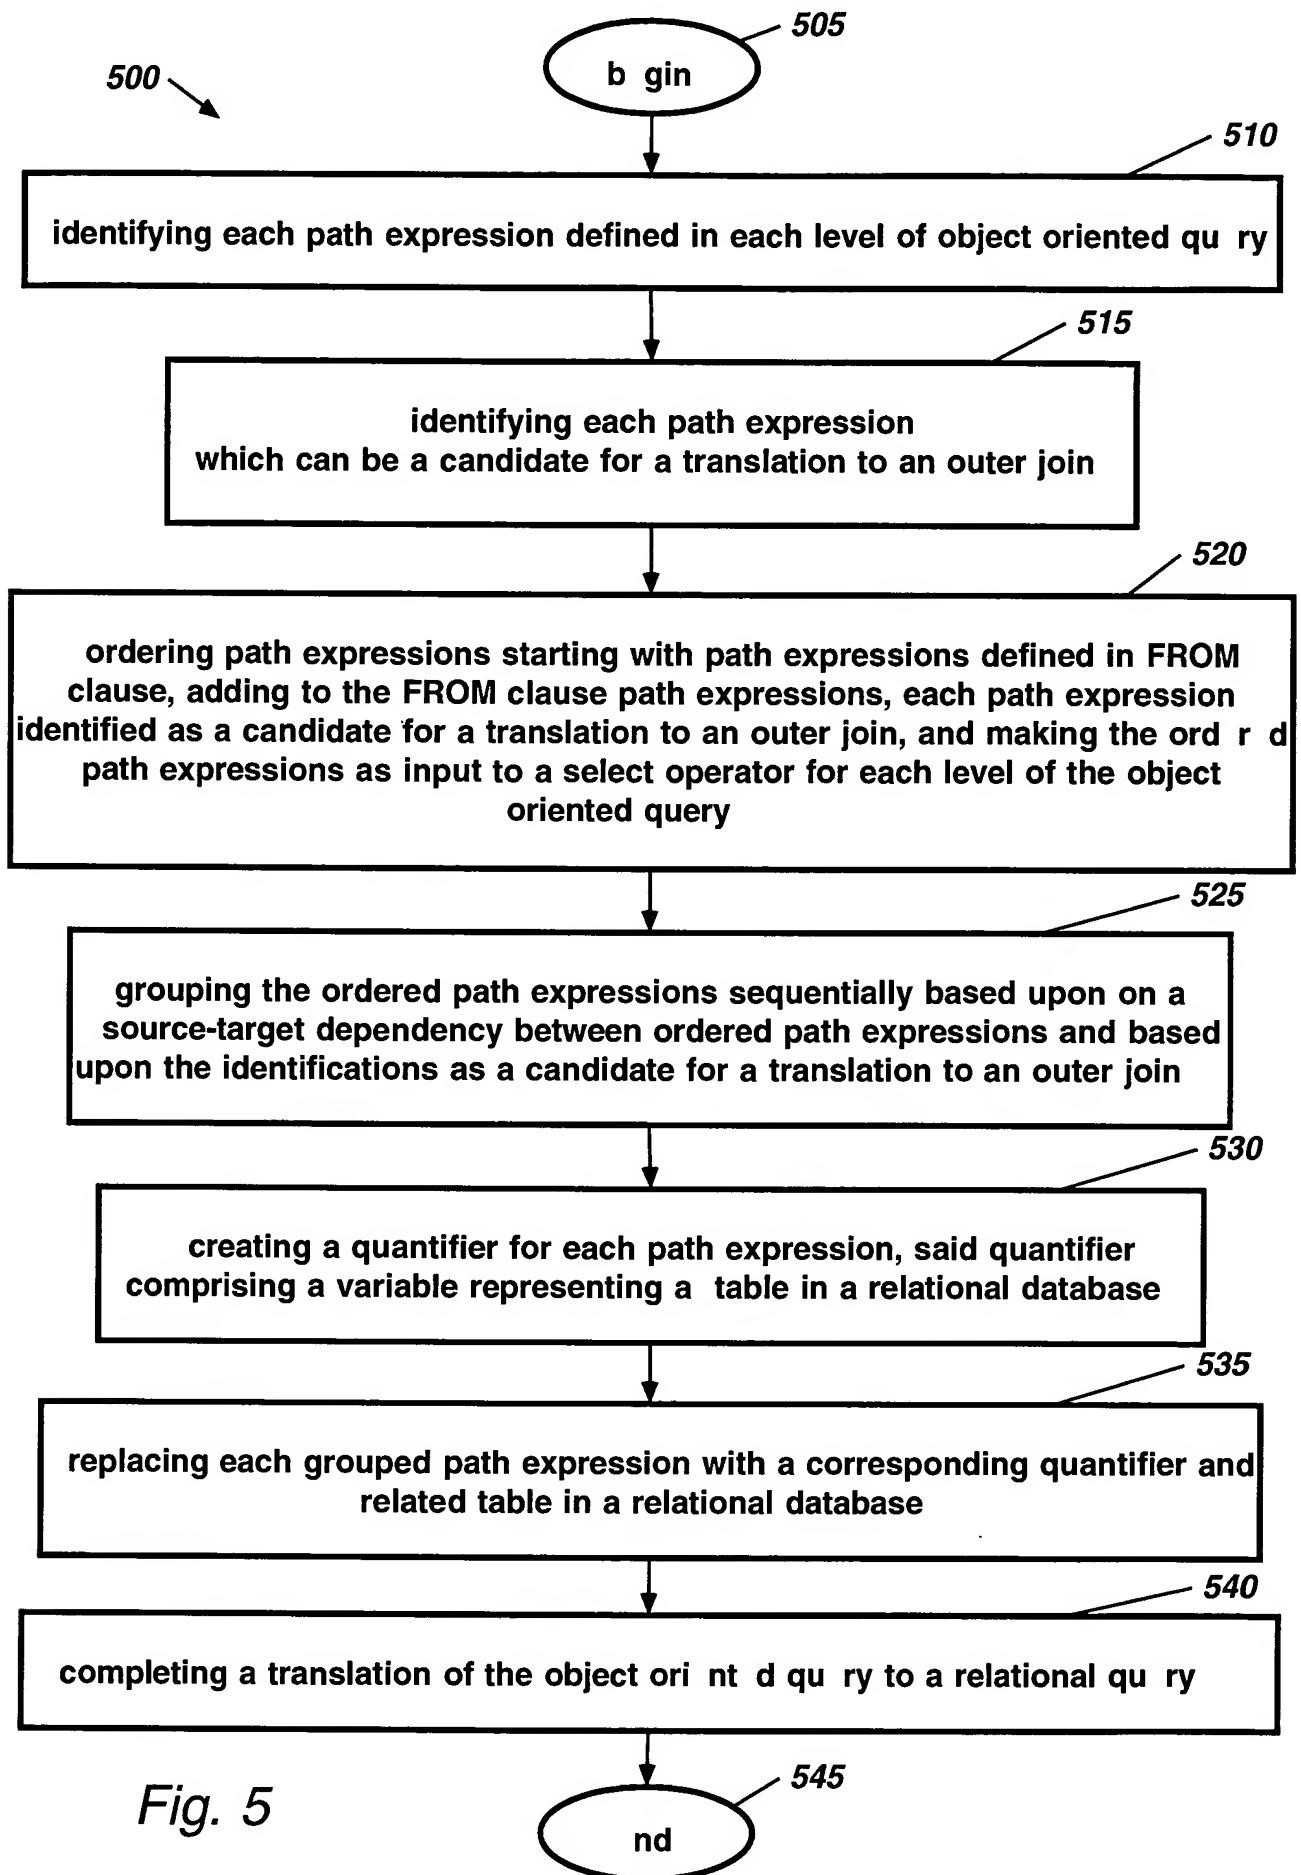 505
b gin
500
510
identifying each path expression defined in each level of object oriented qu ry
515
identifying each path expression
which can be a candidate for a translation to an outer join
520
ordering path expressions starting with path expressions defined in FROM
clause, adding to the FROM clause path expressions, each path expression
identified as a candidate for a translation to an outer join, and making the ord r d
path expressions as input to a select operator for each level of the object
oriented query
525
grouping the ordered path expressions sequentially based upon on a
source-target dependency between ordered path expressions and based
upon the identifications as a candidate for a translation to an outer join
530
creating a quantifier for each path expression, said quantifier
comprising a variable representing a table in a relational database
535
replacing each grouped path expression with a corresponding quantifier and
related table in a relational database
540
completing a translation of the object ori nt d qu ry to a relational qu ry
545
nd
Fig. 5